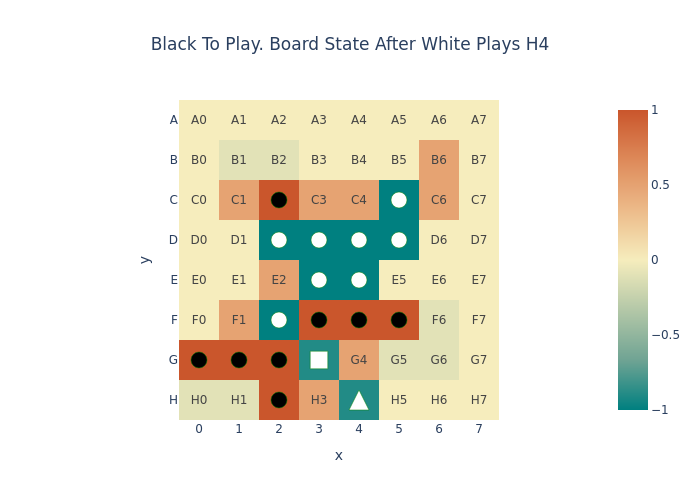 Black To Play. Board State After White Plays H4
A A0 A1 A2 A3 A4 A5 A6 A7
B B0 B1 B2 B3 B4 B5 B6 B7
C C0 C1 C3 C4 C6 C7
D D0 D1 D6 D7
E E0 E1 E2 E5 E6 E7
F F0 F1 F6 F7
G G4 G5 G6 G7
H H0 H1 H3 H5 H6 H7
0 1 2 3 4 5 6 7
x
y
1
0.5
0
−0.5
−1